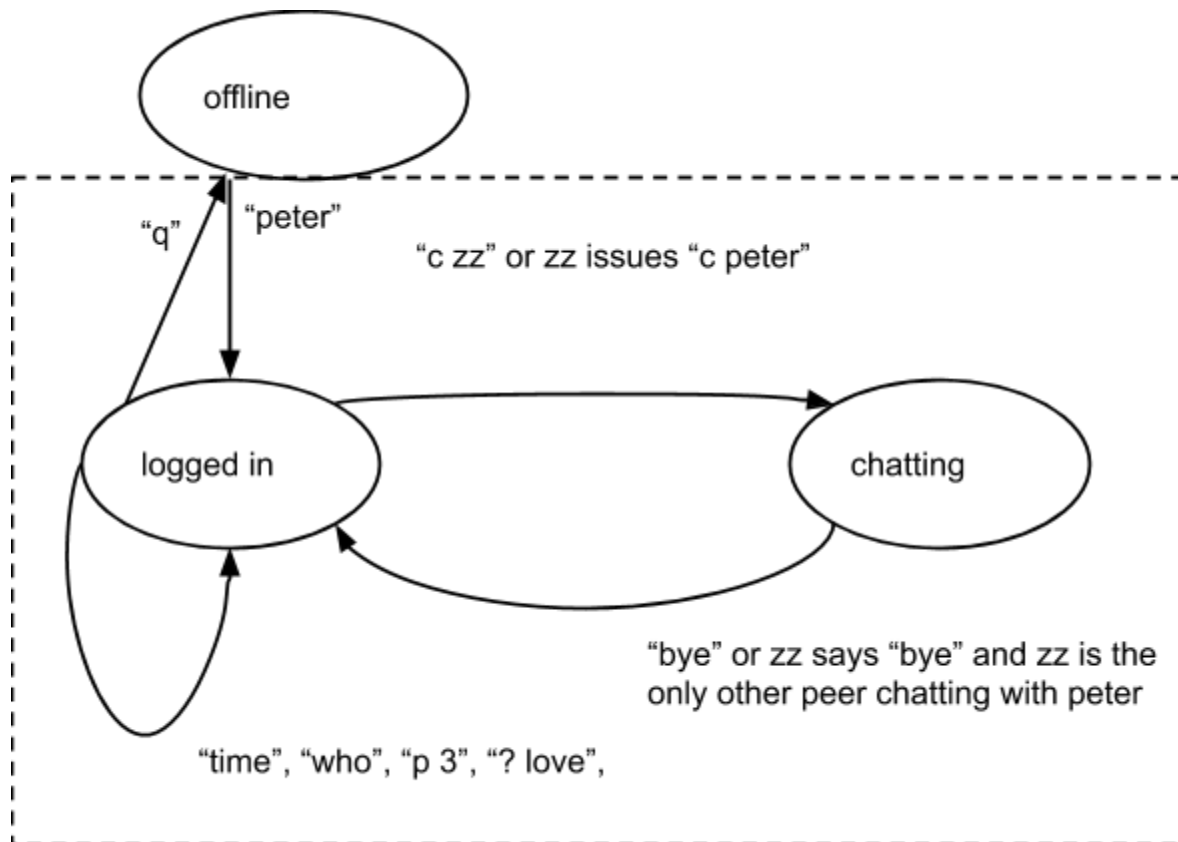 offline
“q”
“peter”
“c zz” or zz issues “c peter”
logged in
chatting
“bye” or zz says “bye” and zz is the
only other peer chatting with peter
“time”, “who”, “p 3”, “? love”,